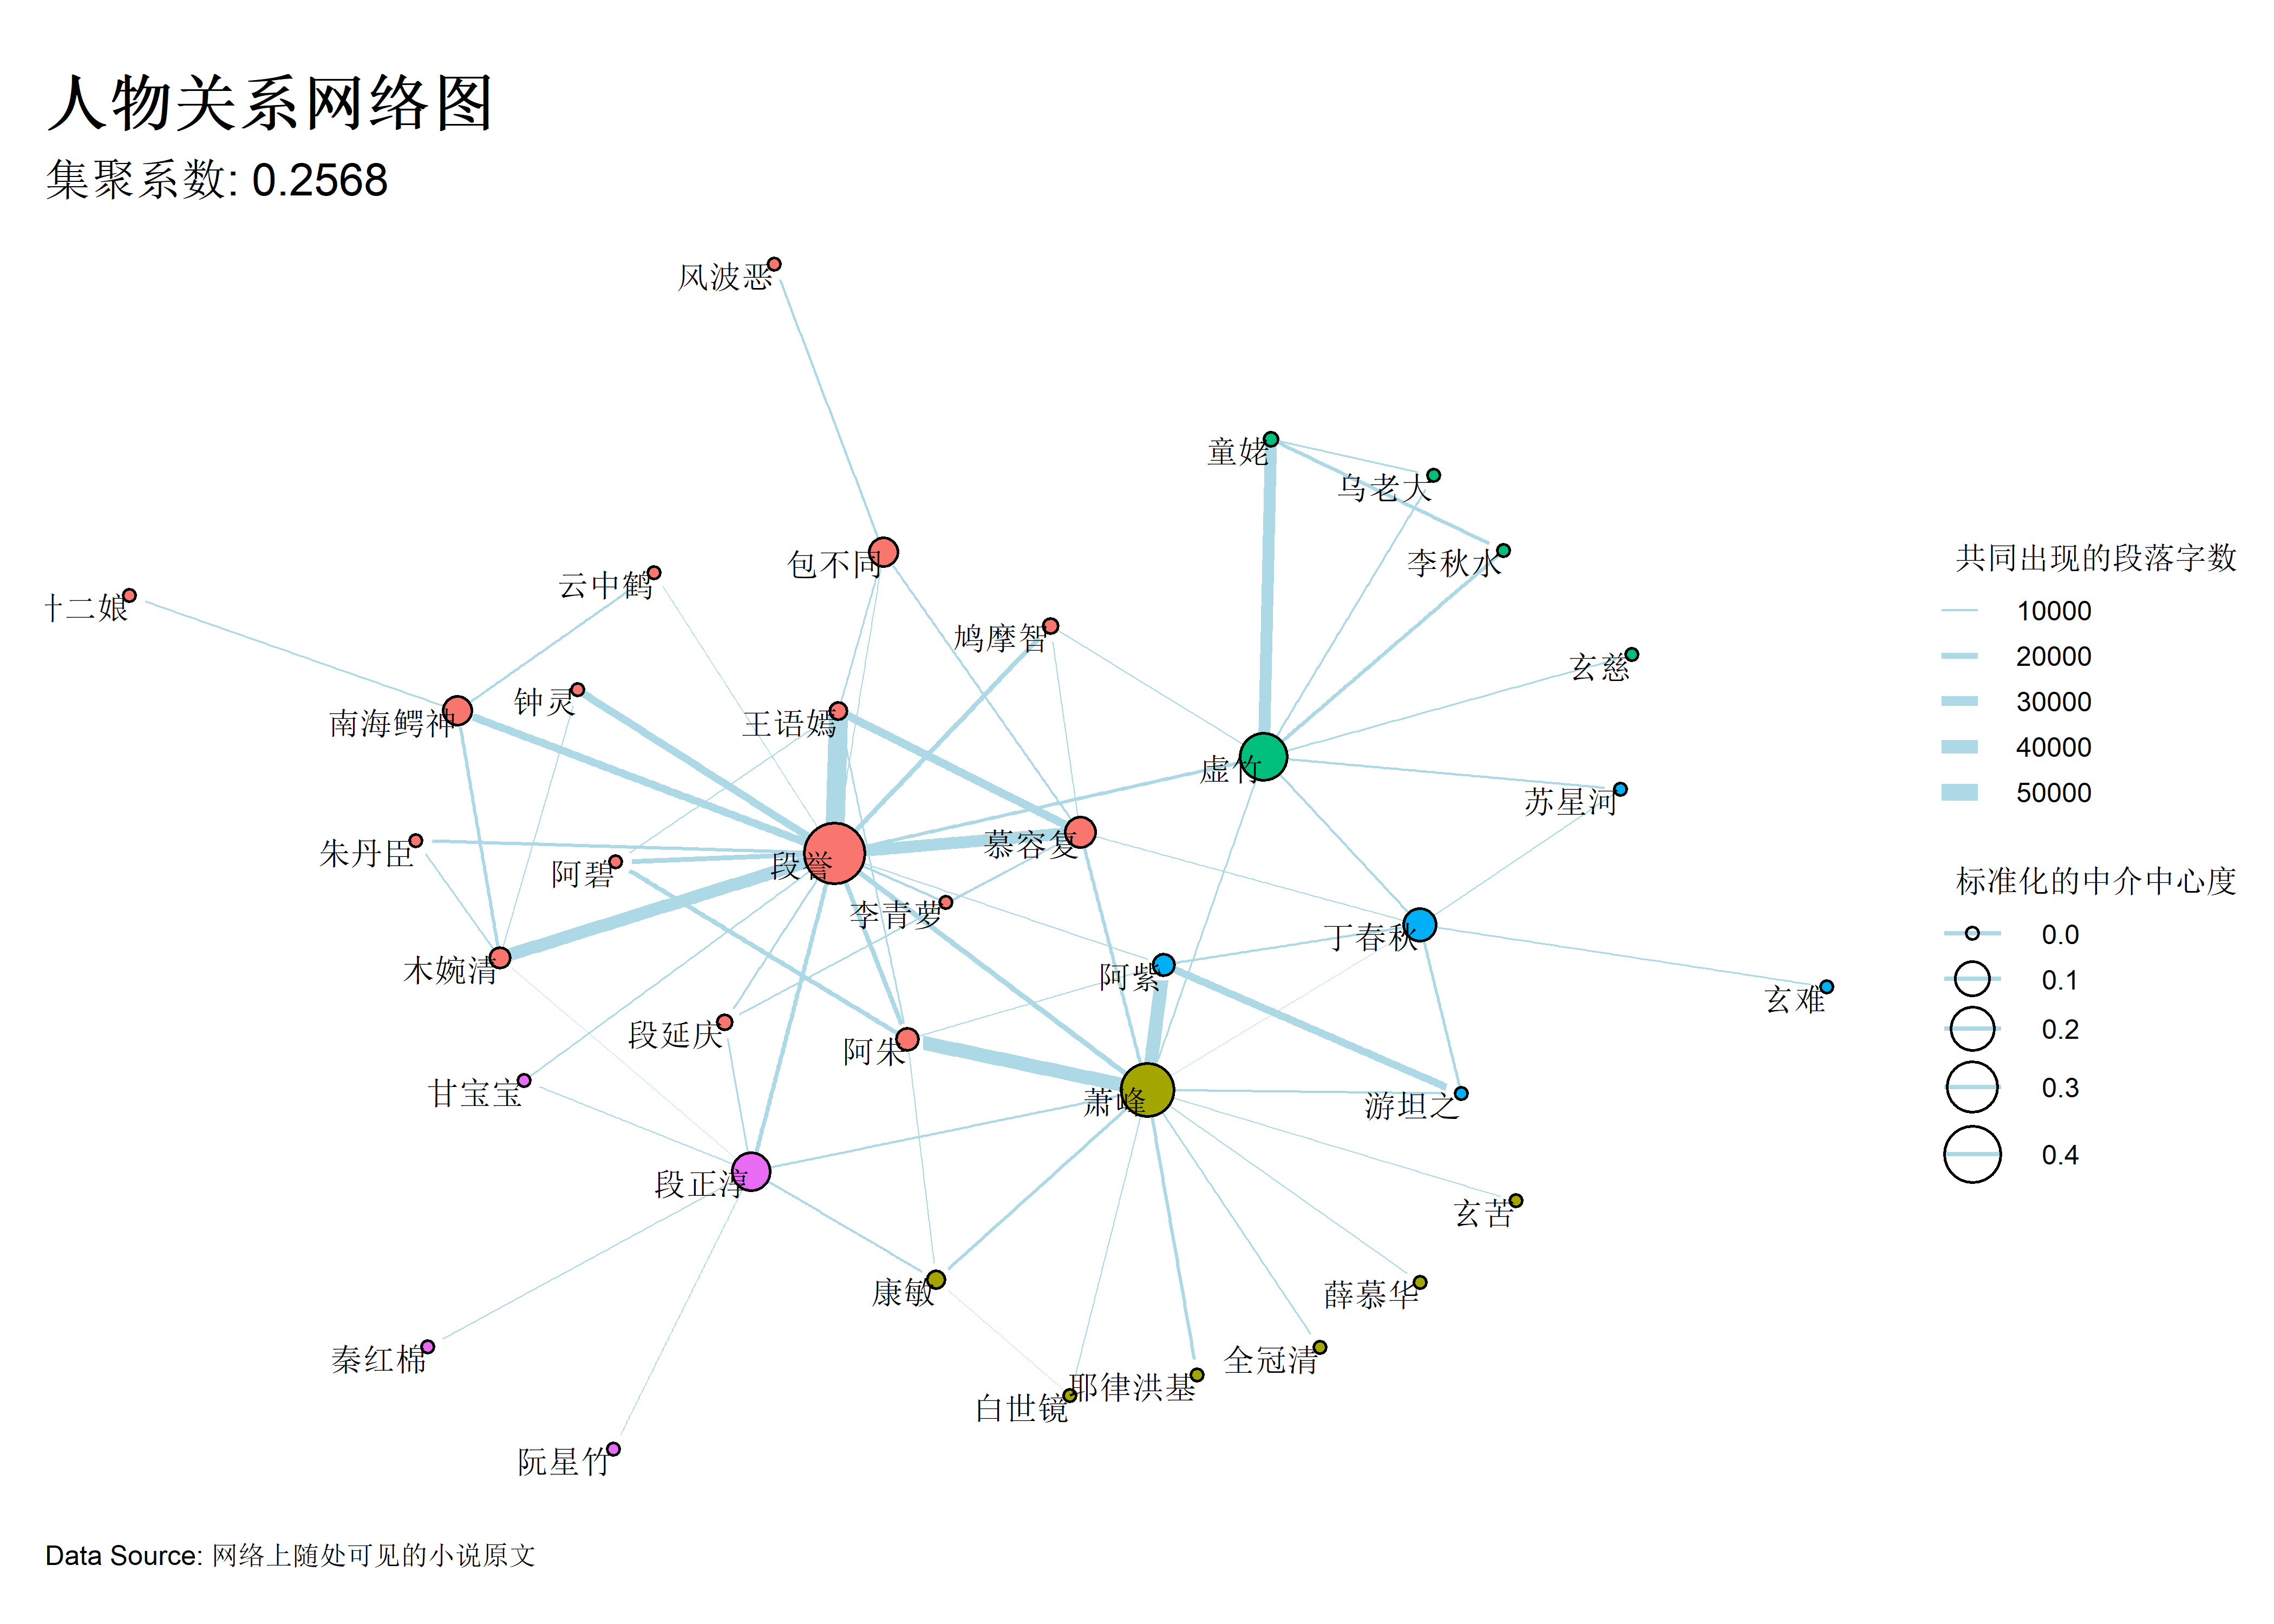 人物关系网络图
集聚系数: 0.2568
风波恶
童姥
乌老大
李秋水
包不同
云中鹤
十二娘
鸠摩智
玄慈
钟灵
南海鳄神
王语嫣
虚竹
苏星河
朱丹臣
慕容复
段誉
阿碧
李青萝
丁春秋
木婉清
阿紫
玄难
段延庆
阿朱
甘宝宝
萧峰
游坦之
段正淳
玄苦
康敏
薛慕华
秦红棉
全冠清
耶律洪基
白世镜
阮星竹
共同出现的段落字数
10000
20000
30000
40000
50000
标准化的中介中心度
0.0
0.1
0.2
0.3
0.4
Data Source: 网络上随处可见的小说原文